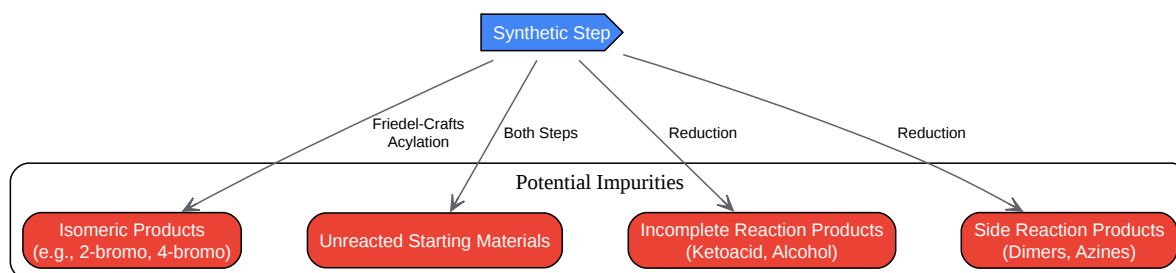 Synthetic Step
Friedel-Crafts
Acylation
Both Steps
Reduction
Reduction
Potential Impurities
Isomeric Products
(e.g., 2-bromo, 4-bromo)
Unreacted Starting Materials
Incomplete Reaction Products
(Ketoacid, Alcohol)
Side Reaction Products
(Dimers, Azines)